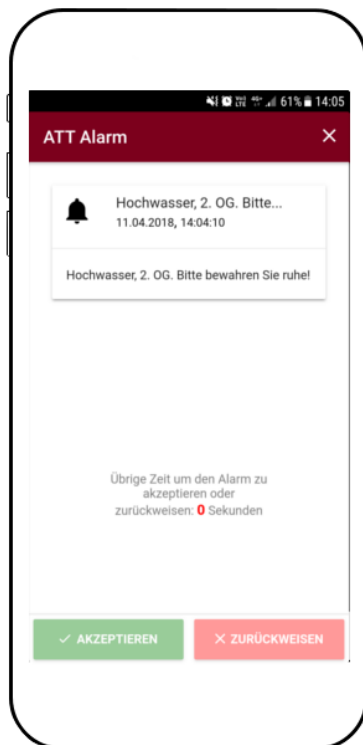 61% 14:05
ATT Alarm
Hochwasser, 2. OG. Bitte...
11.04.2018, 14:04:10
Hochwasser, 2. OG. Bitte bewahren Sie ruhe!
Übrige Zeit um den Alarm zu
akzeptieren oder
zurückweisen: 0 Sekunden
AKZEPTIEREN
ZURÜCKWEISEN